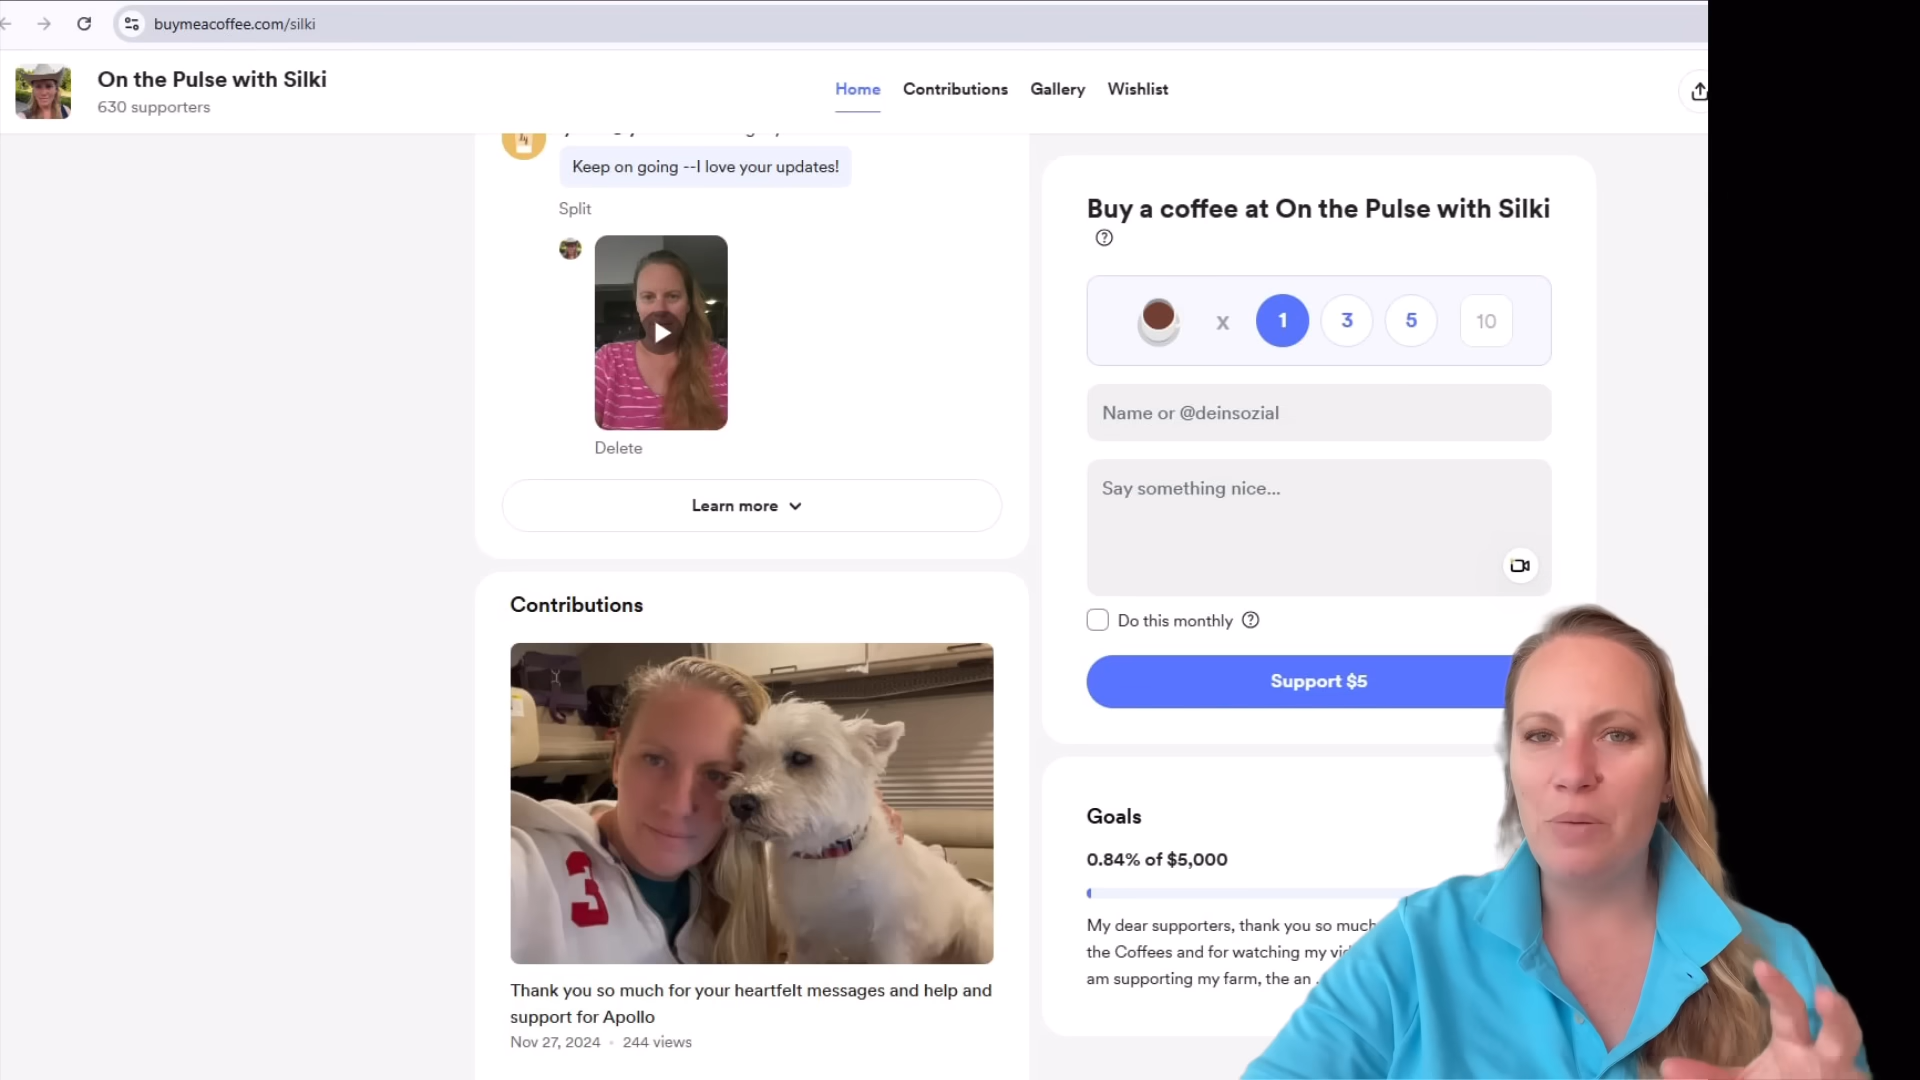 buymeacoffee.com/silki
On the Pulse with Silki
630 supporters
Home
Contributions
Gallery
Wishlist
Keep on going --I love your updates!
Split
Delete
Learn more
Contributions
3
Thank you so much for your heartfelt messages and help and
support for Apollo
Nov 27, 2024 • 244 views
Buy a coffee at On the Pulse with Silki
x 1 3 5 10
Name or @deinsozial
Say something nice...
Do this monthly
Support $5
Goals
0.84% of $5,000
My dear supporters, thank you so much
the Coffees and for watching my
am supporting my farm, the an